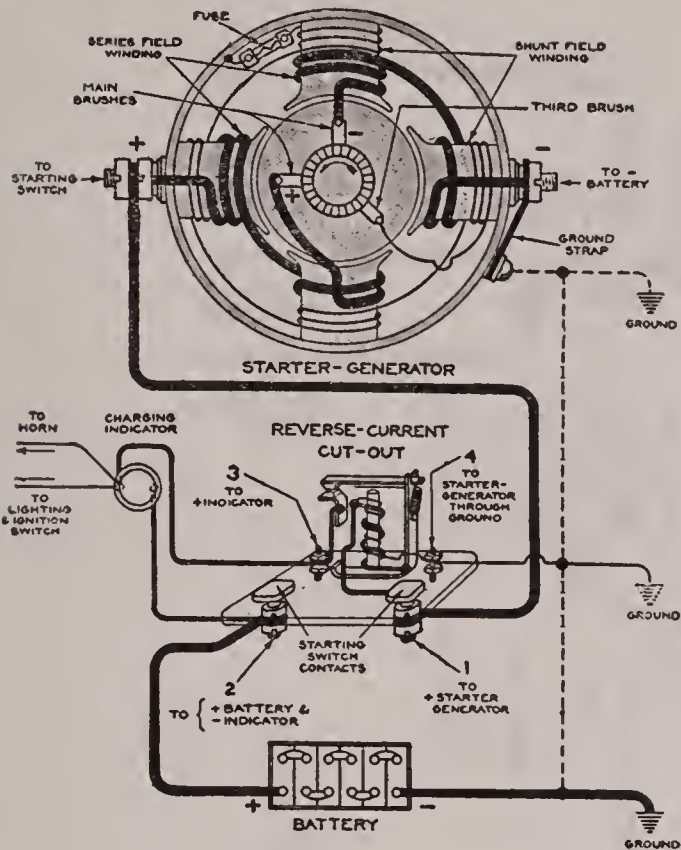 FUSE
SERIES FIELD
WINDING
SHUNT FIELD
WINDING
MAIN
BRUSHES
THIRD BRUSH
+
-
-
+
TO
STARTING
SWITCH
TO -
BATTERY
GROUND
STRAP
GROUND
STARTER-GENERATOR
TO
HORN
CHARGING
INDICATOR
REVERSE-CURRENT
CUT-OUT
3
TO
+INDICATOR
4
TO
STARTER-
GENERATOR
THROUGH
GROUND
TO
LIGHTING
& IGNITION
SWITCH
GROUND
STARTING
SWITCH
CONTACTS
2
TO { + BATTERY &
- INDICATOR
1
TO
+ STARTER
GENERATOR
+
-
BATTERY
GROUND